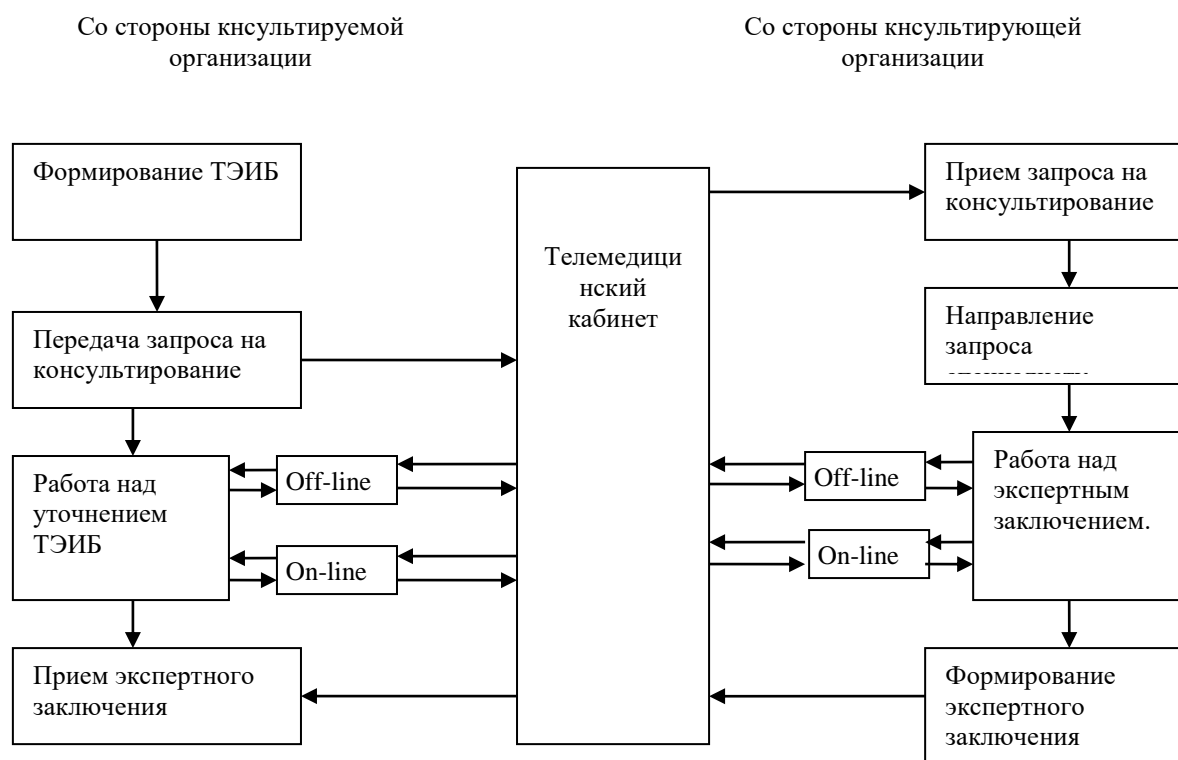 Со стороны кнсультируемой
организации
Со стороны кнсультирующей
организации
Формирование ТЭИБ
Передача запроса на
консультирование
Работа над
уточнением
ТЭИБ
Прием экспертного
заключения
Off-line
On-line
Телемедици
нский
кабинет
Off-line
On-line
Прием запроса на
консультирование
Направление
запроса
Работа над
экспертным
заключением.
Формирование
экспертного
заключения